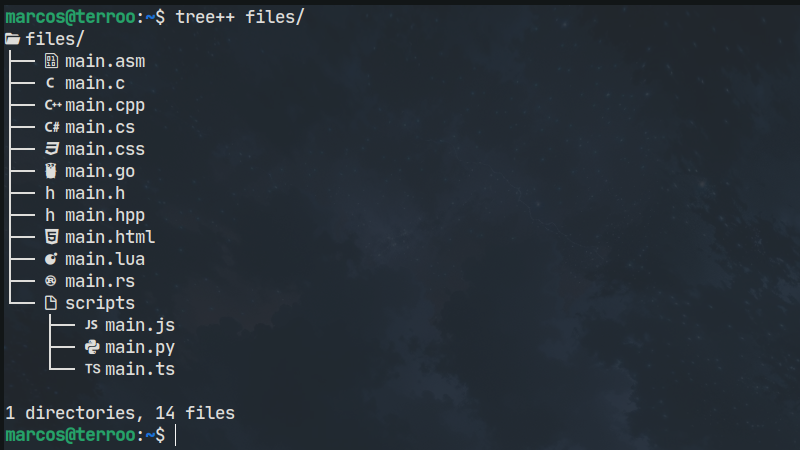 marcos@terroo:~$ tree++ files/
files/
├── main.asm
├── C main.c
├── C++ main.cpp
├── C# main.cs
├── main.css
├── main.go
├── h main.h
├── h main.hpp
├── main.html
├── main.lua
├── main.rs
└── scripts
    ├── JS main.js
    ├── main.py
    └── TS main.ts
1 directories, 14 files
marcos@terroo:~$